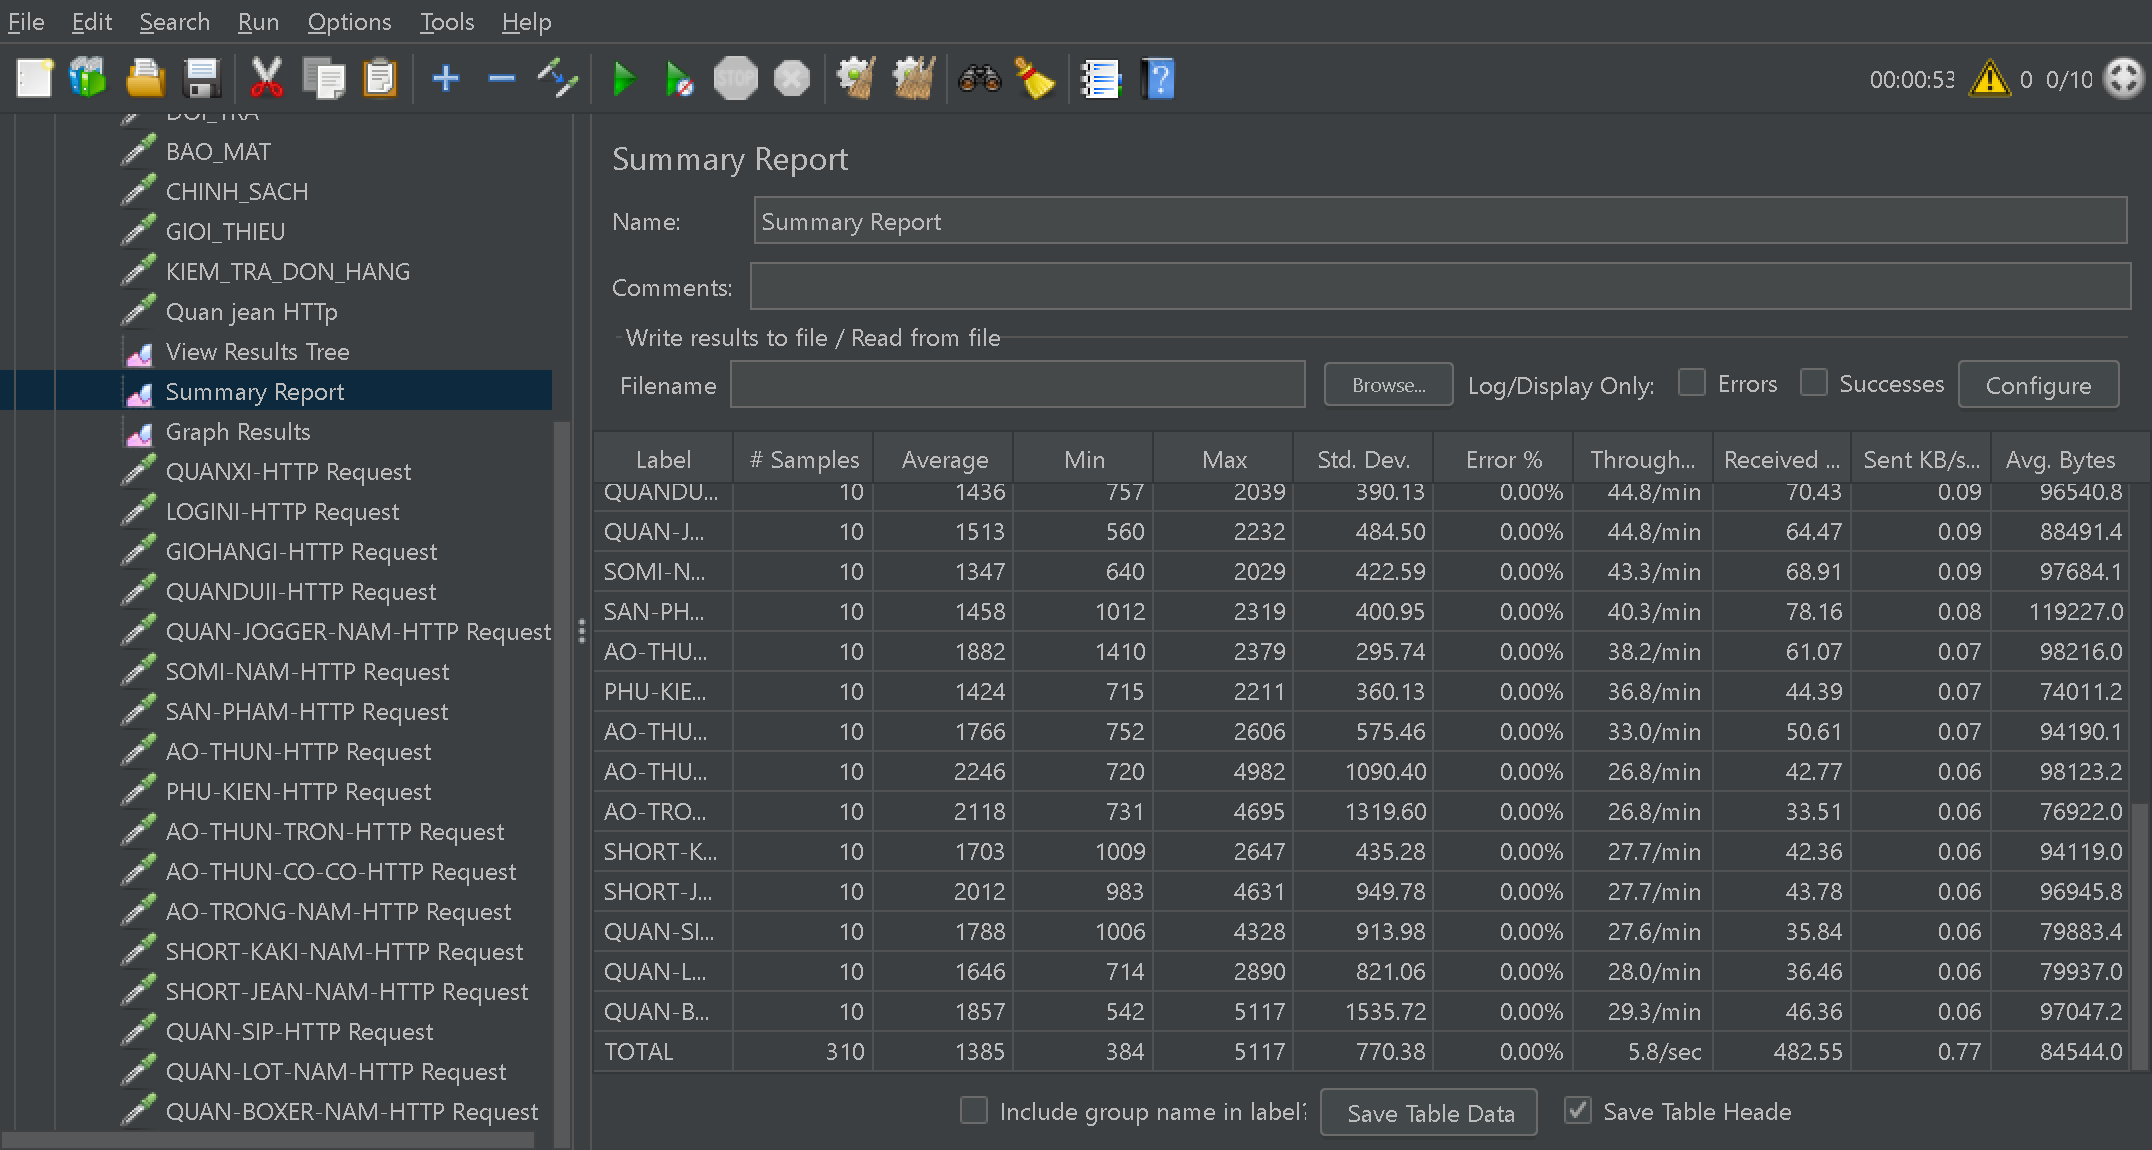 File Edit Search Run Options Tools Help
STOP
00:00:53 0 0/10
DOI_TRA
BAO_MAT
CHINH_SACH
GIOI_THIEU
KIEM_TRA_DON_HANG
Quan jean HTTp
View Results Tree
Summary Report
Graph Results
QUANXI-HTTP Request
LOGINI-HTTP Request
GIOHANGI-HTTP Request
QUANDUII-HTTP Request
QUAN-JOGGER-NAM-HTTP Request
SOMI-NAM-HTTP Request
SAN-PHAM-HTTP Request
AO-THUN-HTTP Request
PHU-KIEN-HTTP Request
AO-THUN-TRON-HTTP Request
AO-THUN-CO-CO-HTTP Request
AO-TRONG-NAM-HTTP Request
SHORT-KAKI-NAM-HTTP Request
SHORT-JEAN-NAM-HTTP Request
QUAN-SIP-HTTP Request
QUAN-LOT-NAM-HTTP Request
QUAN-BOXER-NAM-HTTP Request
Summary Report
Name: Summary Report
Comments:
Write results to file / Read from file
Filename Browse... Log/Display Only: Errors Successes Configure
Label # Samples Average Min Max Std. Dev. Error % Through... Received ... Sent KB/s... Avg. Bytes
QUANDU... 10 1436 757 2039 390.13 0.00% 44.8/min 70.43 0.09 96540.8
QUAN-J... 10 1513 560 2232 484.50 0.00% 44.8/min 64.47 0.09 88491.4
SOMI-N... 10 1347 640 2029 422.59 0.00% 43.3/min 68.91 0.09 97684.1
SAN-PH... 10 1458 1012 2319 400.95 0.00% 40.3/min 78.16 0.08 119227.0
AO-THU... 10 1882 1410 2379 295.74 0.00% 38.2/min 61.07 0.07 98216.0
PHU-KIE... 10 1424 715 2211 360.13 0.00% 36.8/min 44.39 0.07 74011.2
AO-THU... 10 1766 752 2606 575.46 0.00% 33.0/min 50.61 0.07 94190.1
AO-THU... 10 2246 720 4982 1090.40 0.00% 26.8/min 42.77 0.06 98123.2
AO-TRO... 10 2118 731 4695 1319.60 0.00% 26.8/min 33.51 0.06 76922.0
SHORT-K... 10 1703 1009 2647 435.28 0.00% 27.7/min 42.36 0.06 94119.0
SHORT-J... 10 2012 983 4631 949.78 0.00% 27.7/min 43.78 0.06 96945.8
QUAN-SI... 10 1788 1006 4328 913.98 0.00% 27.6/min 35.84 0.06 79883.4
QUAN-L... 10 1646 714 2890 821.06 0.00% 28.0/min 36.46 0.06 79937.0
QUAN-B... 10 1857 542 5117 1535.72 0.00% 29.3/min 46.36 0.06 97047.2
TOTAL 310 1385 384 5117 770.38 0.00% 5.8/sec 482.55 0.77 84544.0
Include group name in label? Save Table Data Save Table Heade